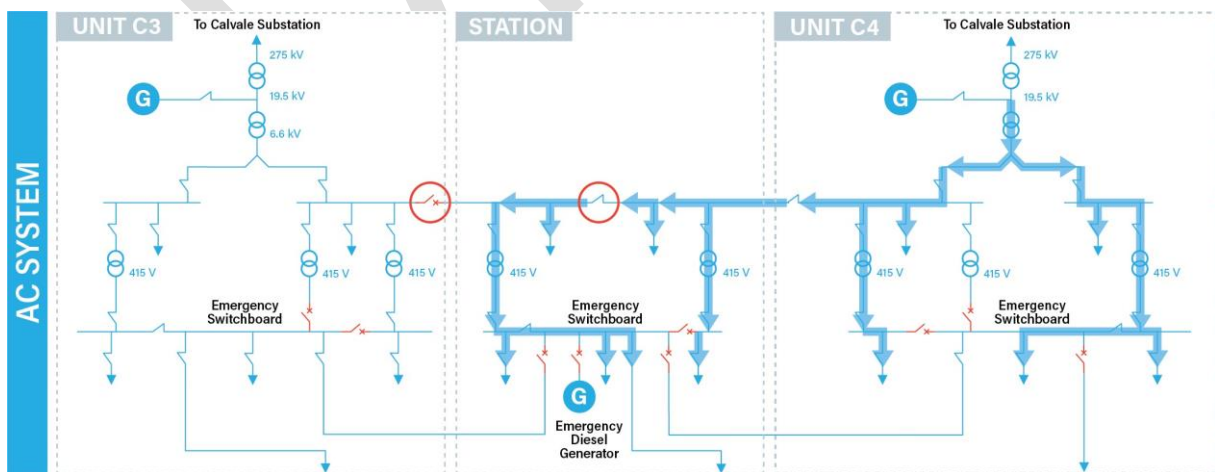 AC SYSTEM
UNIT C3
To Calvale Substation
275 kV
G
19.5 kV
6.6 kV
415 V
415 V
415 V
Emergency
Switchboard
STATION
415 V
415 V
Emergency
Switchboard
G
Emergency
Diesel
Generator
UNIT C4
To Calvale Substation
275 kV
G
19.5 kV
415 V
415 V
415 V
Emergency
Switchboard